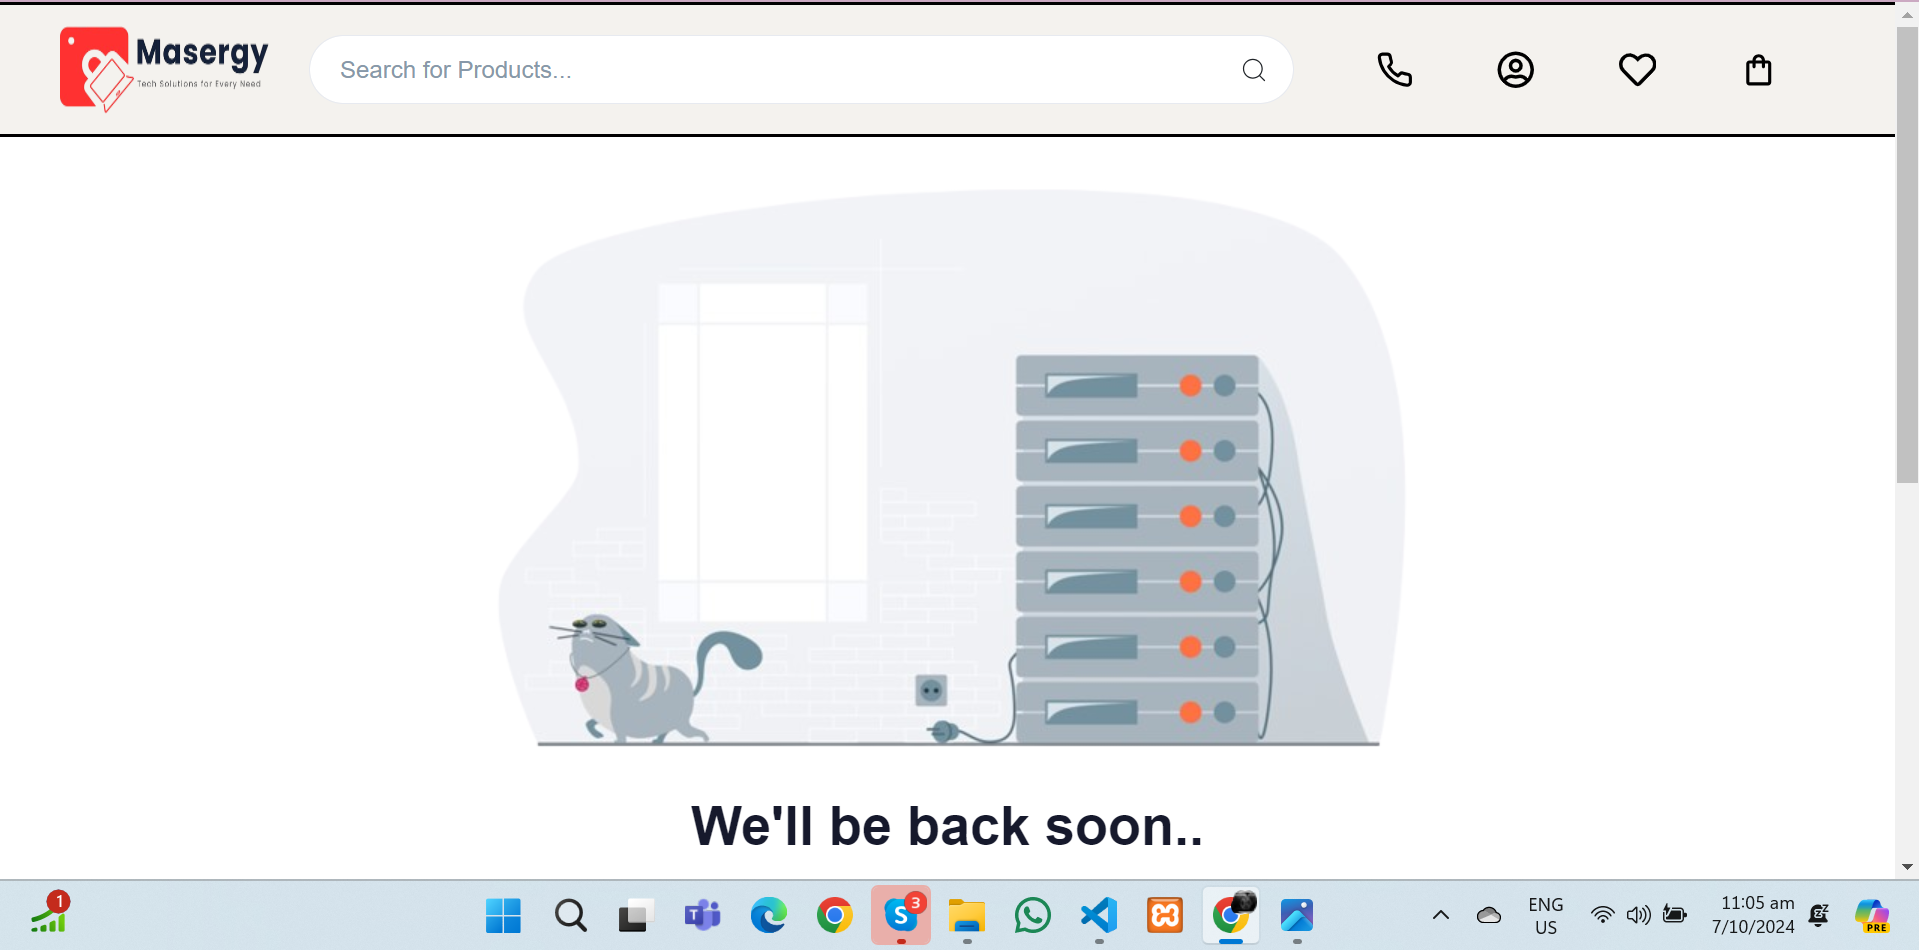 Masergy
Tech Solutions for Every Need
Search for Products...
We'll be back soon..
1
T
S
3
ENG
US
11:05 am
7/10/2024
PRE